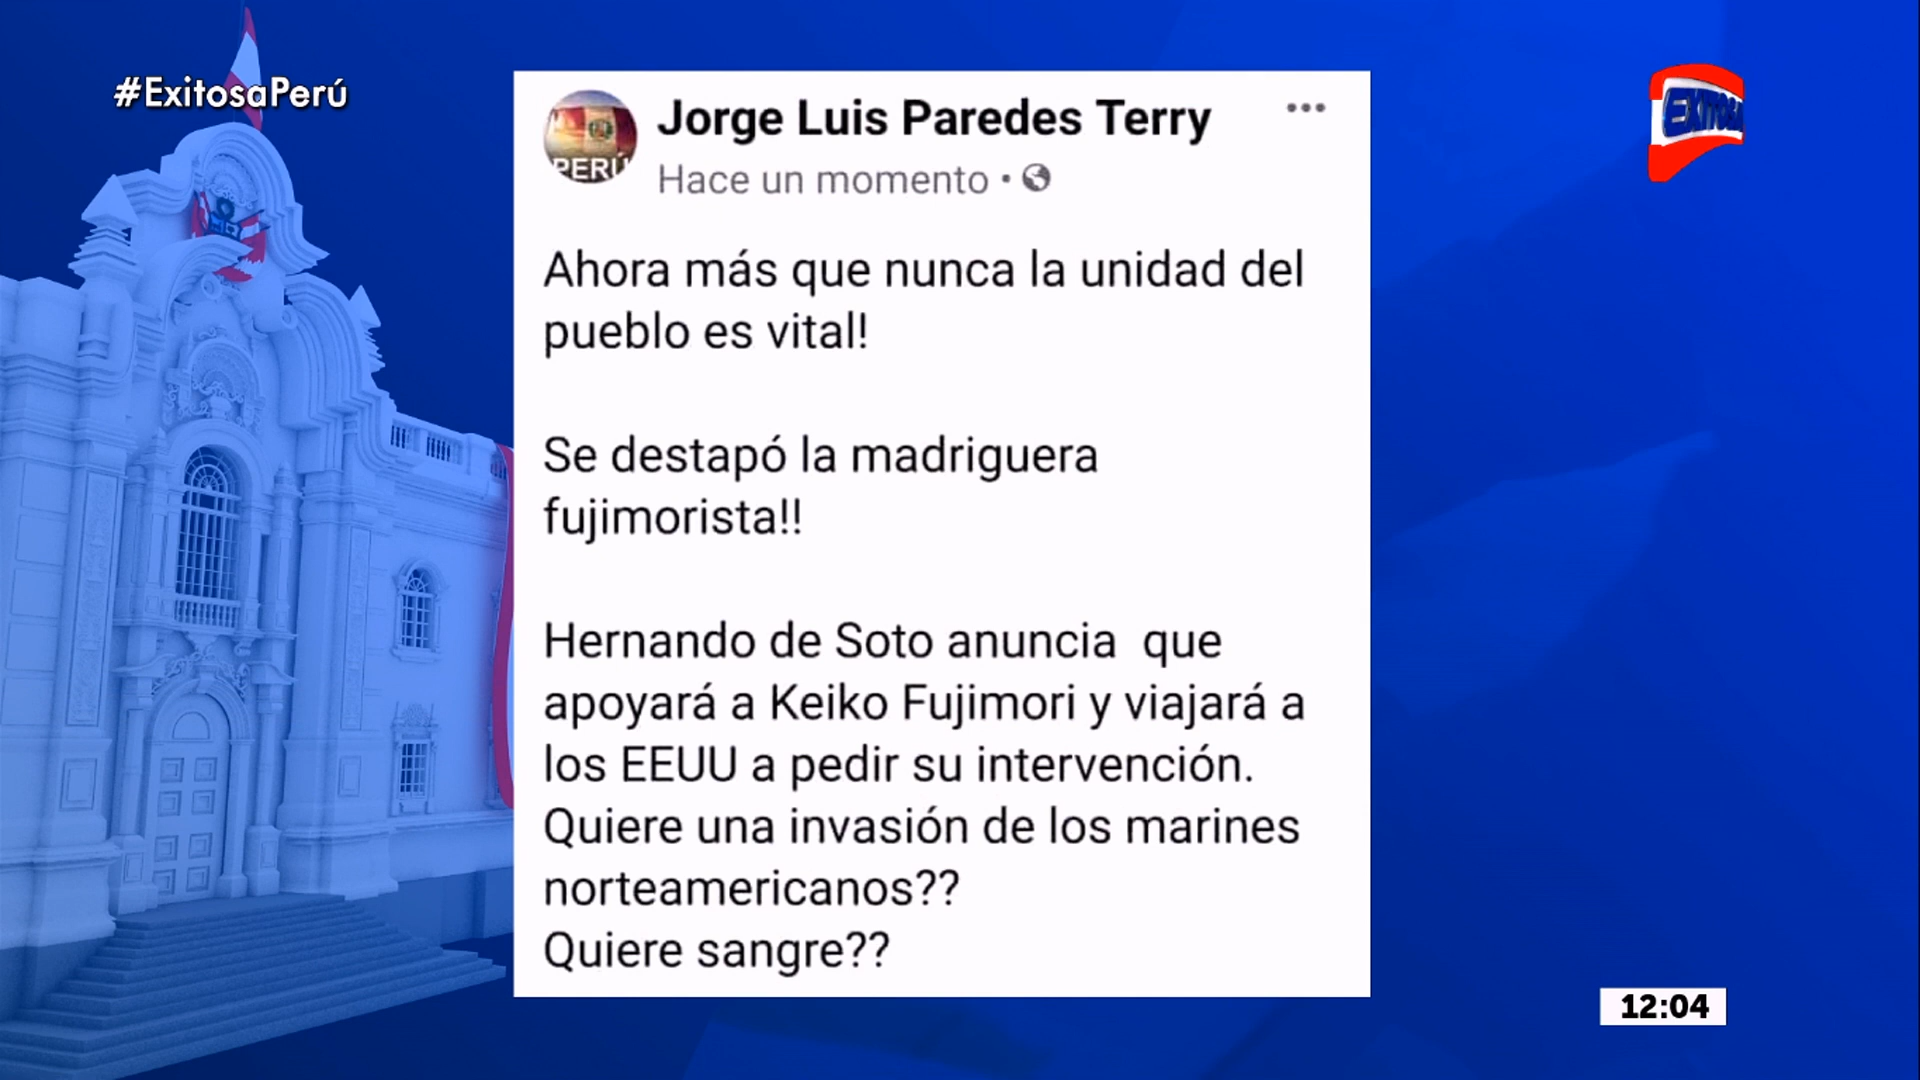 #ExitosaPerú
EXITOSA
Jorge Luis Paredes Terry
Hace un momento
PERÚ
Ahora más que nunca la unidad del
pueblo es vital!
Se destapó la madriguera
fujimorista!!
Hernando de Soto anuncia  que
apoyará a Keiko Fujimori y viajará a
los EEUU a pedir su intervención.
Quiere una invasión de los marines
norteamericanos??
Quiere sangre??
12:04